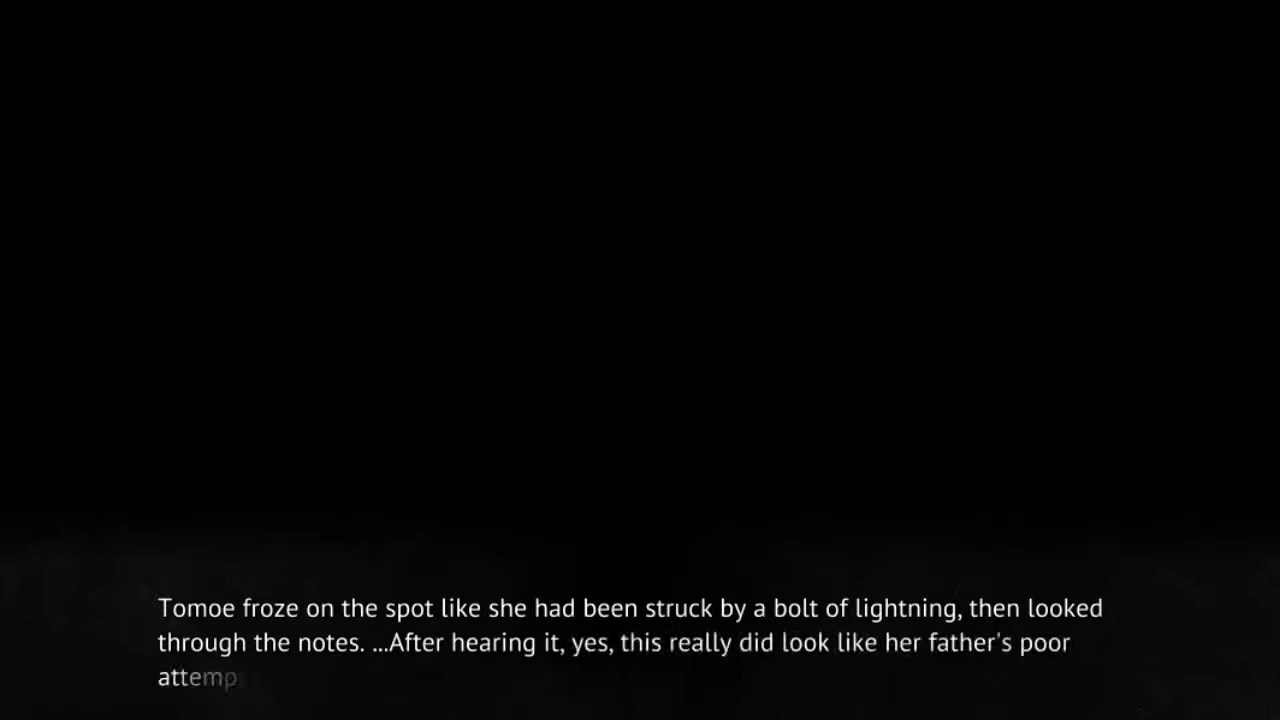 Tomoe froze on the spot like she had been struck by a bolt of lightning, then looked
through the notes. ...After hearing it, yes, this really did look like her father's poor
attemp